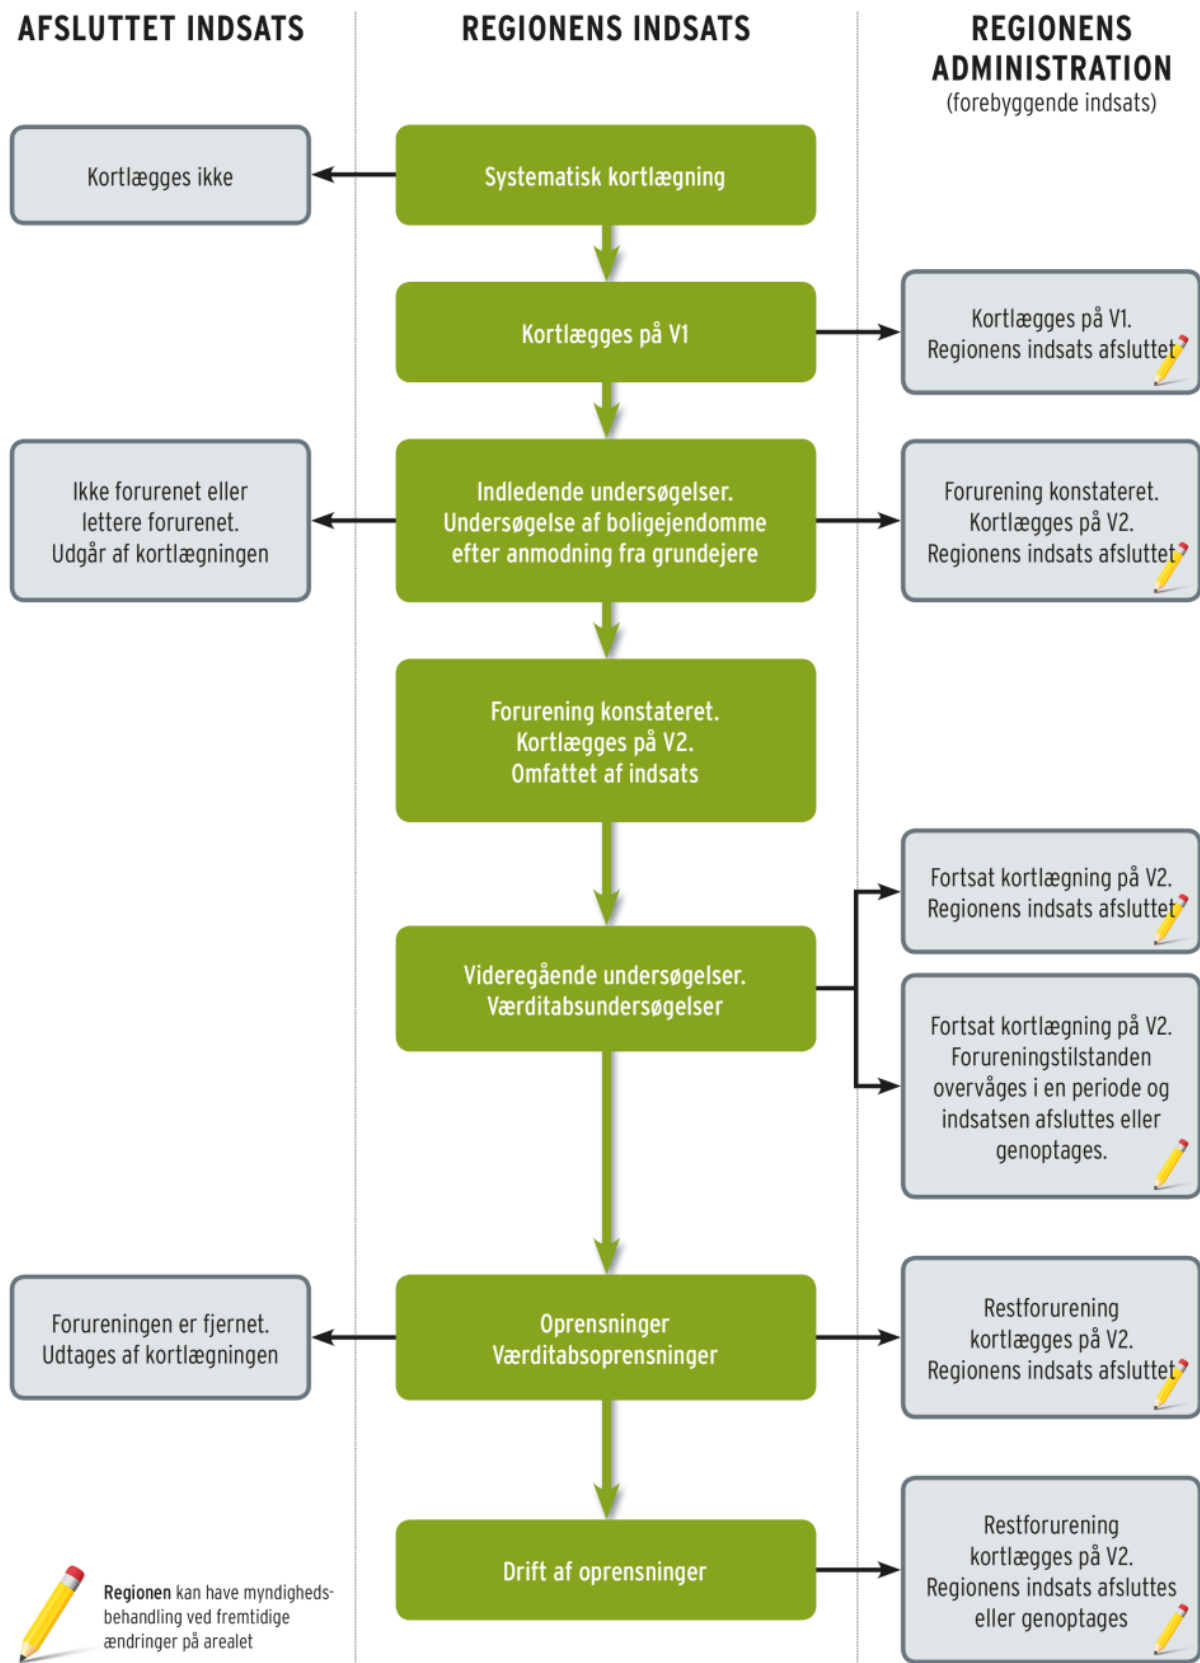 AFSLUTTET INDSATS
REGIONENS INDSATS
REGIONENS
ADMINISTRATION
(forebyggende indsats)
Kortlægges ikke
Systematisk kortlægning
Kortlægges på V1
Kortlægges på V1.
Regionens indsats afsluttet
Ikke forurenet eller
lettere forurenet.
Udgår af kortlægningen
Indledende undersøgelser.
Undersøgelse af boligejendomme
efter anmodning fra grundejere
Forurening konstateret.
Kortlægges på V2.
Regionens indsats afsluttet
Forurening konstateret.
Kortlægges på V2.
Omfattet af indsats
Fortsat kortlægning på V2.
Regionens indsats afsluttet
Videregående undersøgelser.
Værditabsundersøgelser
Fortsat kortlægning på V2.
Forureningstilstanden
overvåges i en periode og
indsatsen afsluttes eller
genoptages.
Forureningen er fjernet.
Udtages af kortlægningen
Oprensninger
Værditabsoprensninger
Restforurening
kortlægges på V2.
Regionens indsats afsluttet
Drift af oprensninger
Restforurening
kortlægges på V2.
Regionens indsats afsluttes
eller genoptages
Regionen kan have myndigheds-
behandling ved fremtidige
ændringer på arealet